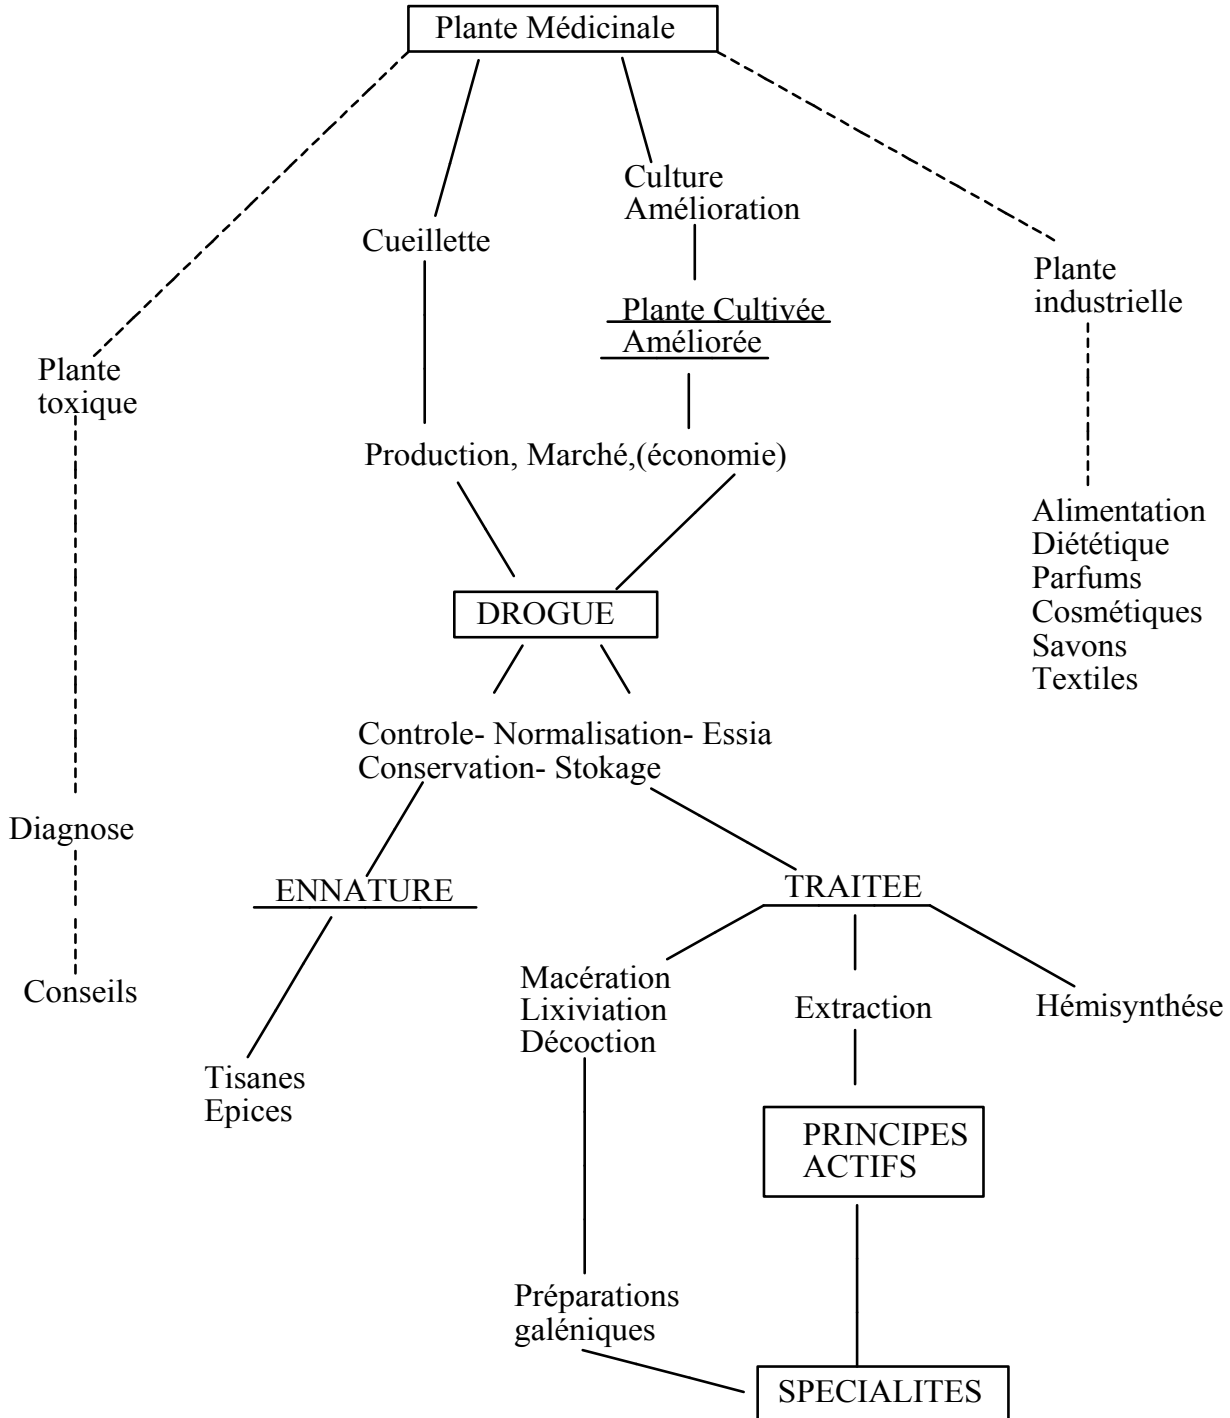 Plante Médicinale
Culture
Amélioration
Cueillette
Plante
industrielle
Plante Cultivée
Améliorée
Plante
toxique
Production, Marché,(économie)
Alimentation
Diététique
Parfums
Cosmétiques
Savons
Textiles
DROGUE
Controle- Normalisation- Essia
Conservation- Stokage
Diagnose
ENNATURE
TRAITEE
Conseils
Macération
Lixiviation
Décoction
Extraction
Hémisynthése
Tisanes
Epices
PRINCIPES
ACTIFS
Préparations
galéniques
SPECIALITES